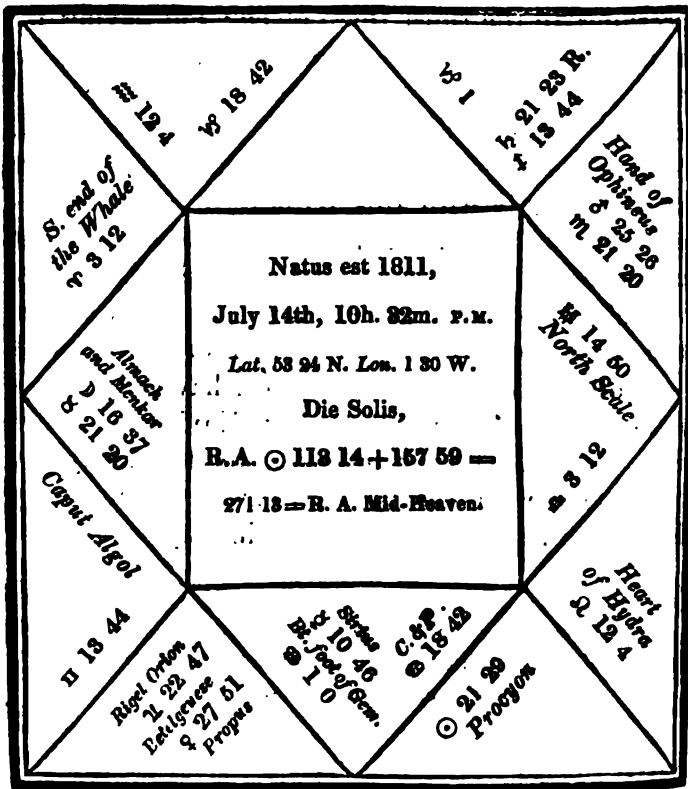 ♒ 12 4
♑ 18 42
♑ 1
♄ 21 23 R.
♐ 13 44
S. end of
the Whale
♈ 3 12
Hand of
Ophineus
♂ 25 26
♏ 21 20
Natus est 1811,
July 14th, 10h. 32m. P.M.
Lat. 53 24 N. Lon. 1 30 W.
Die Solis,
R.A. ☉ 113 14+157 59 =
271 13=R. A. Mid-Heaven.
Almach
and Menkar
☽ 16 37
♉ 21 20
♅ 14 50
North Scale
♎ 3 12
Caput Algol
♊ 13 44
Rigel Orion
♃ 22 47
♀ 27 51
Propus
Sirius
☿ 10 46
Bt. foot of Gem.
♋ 1 0
C. & P.
♋ 18 42
☉ 21 29
Procyon
Heart
of Hydra
♌ 12 4